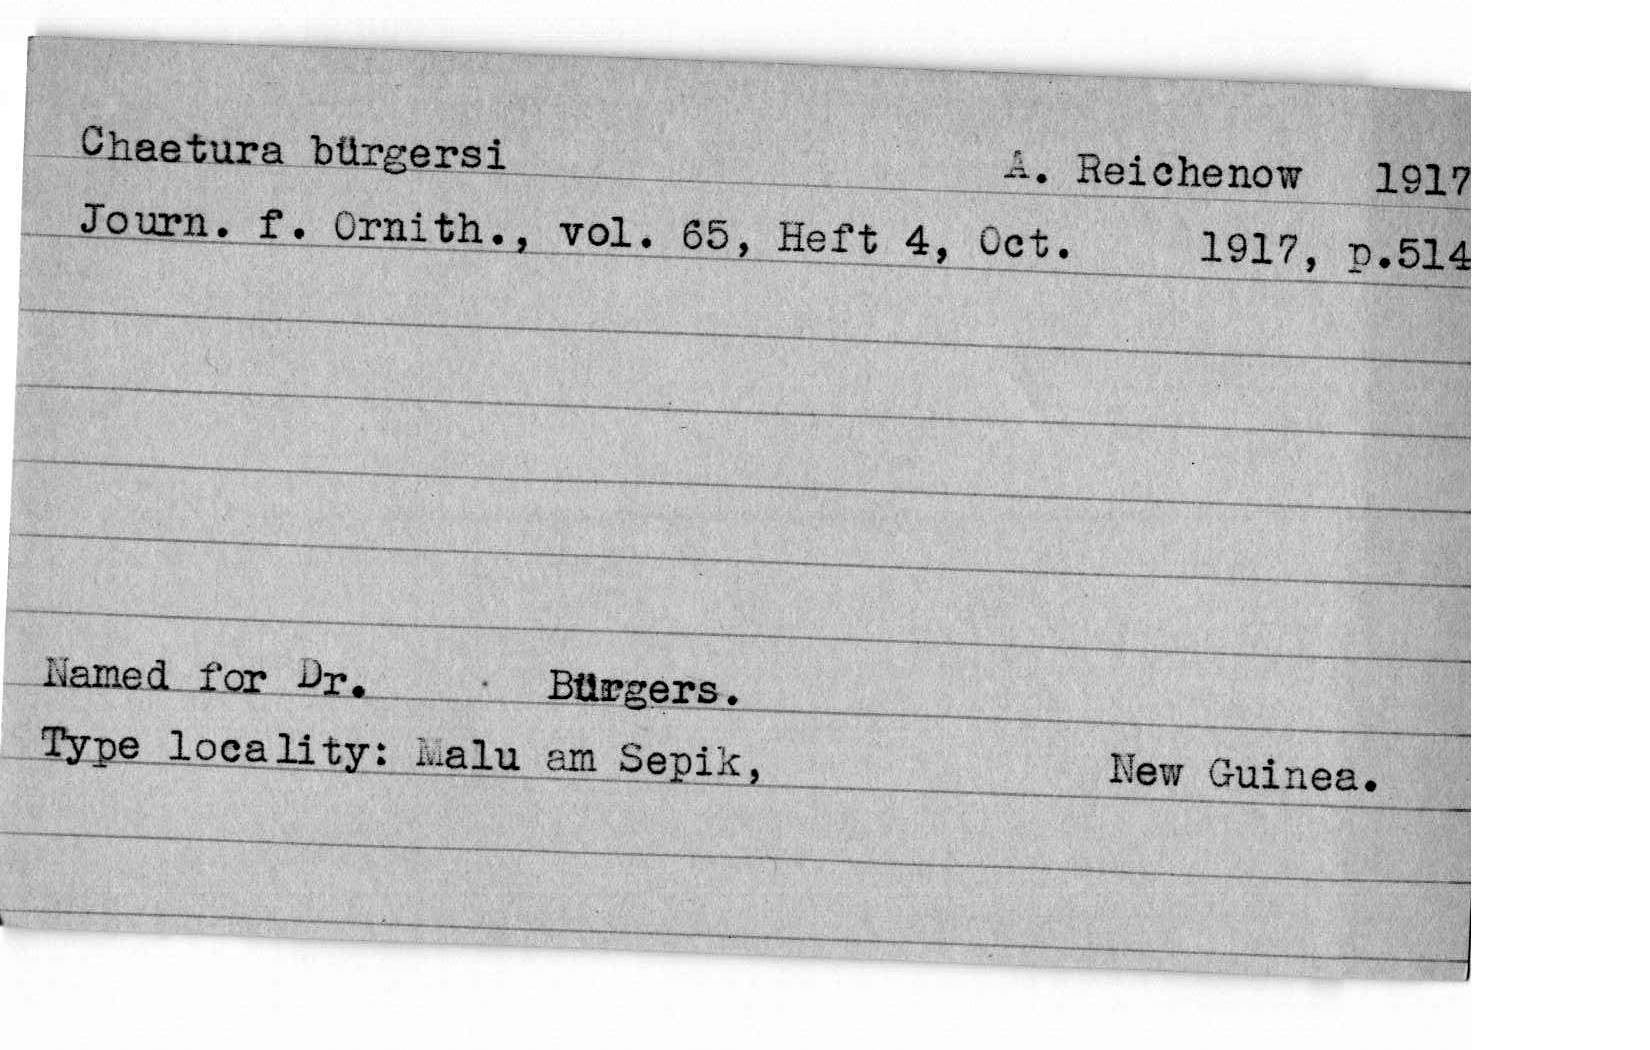 Chaetura bürgersi A. Reichenow 1917
Journ. f. Ornith., vol. 65, Heft 4, Oct. 1917, p.514
Named for Dr. Bürgers.
Type locality: Malu am Sepik, New Guinea.